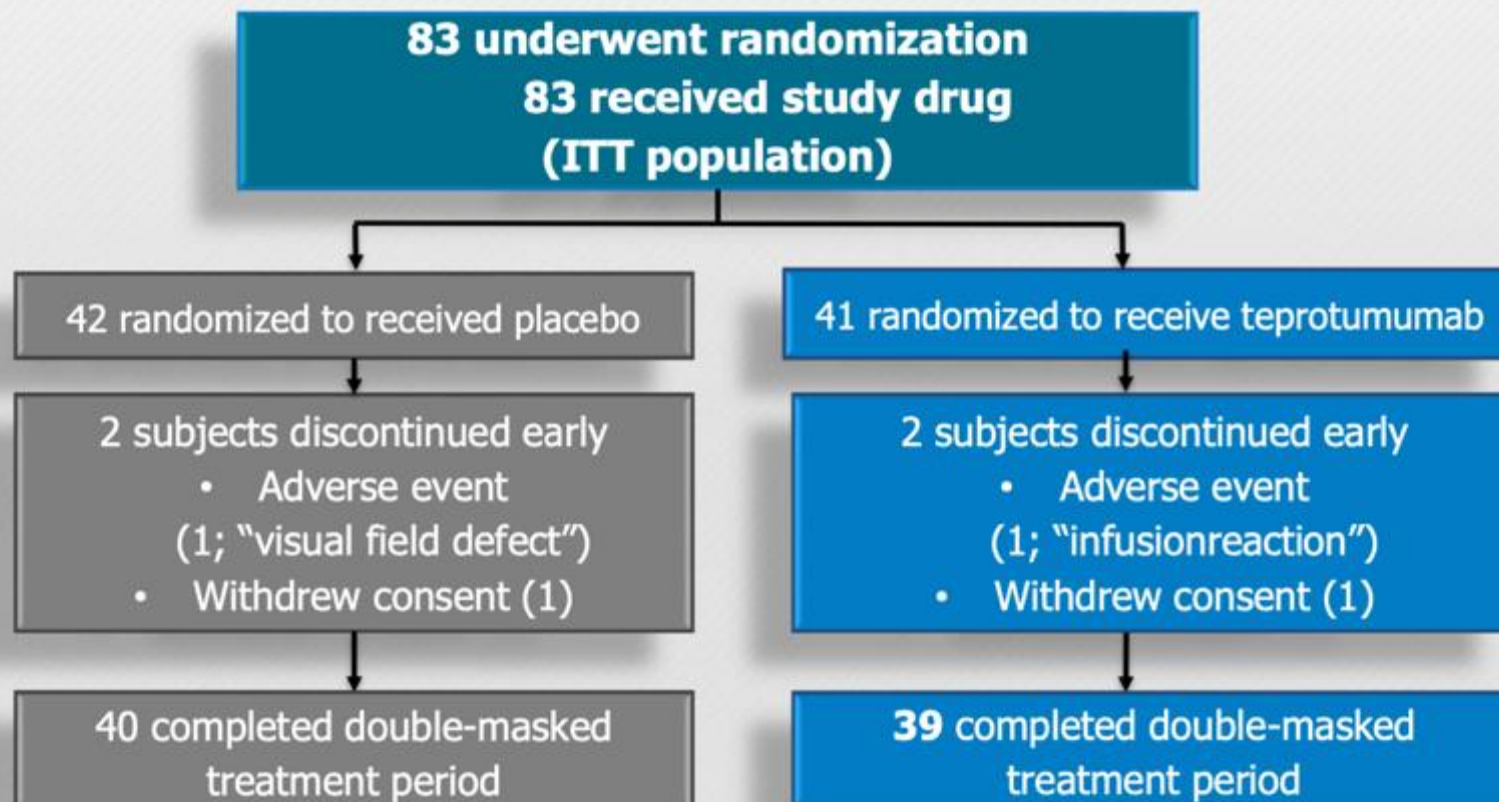 83 underwent randomization
83 received study drug
(ITT population)
42 randomized to received placebo
41 randomized to receive teprotumumab
2 subjects discontinued early
• Adverse event
(1; “visual field defect”)
• Withdrew consent (1)
2 subjects discontinued early
• Adverse event
(1; “infusionreaction”)
• Withdrew consent (1)
40 completed double-masked
treatment period
39 completed double-masked
treatment period